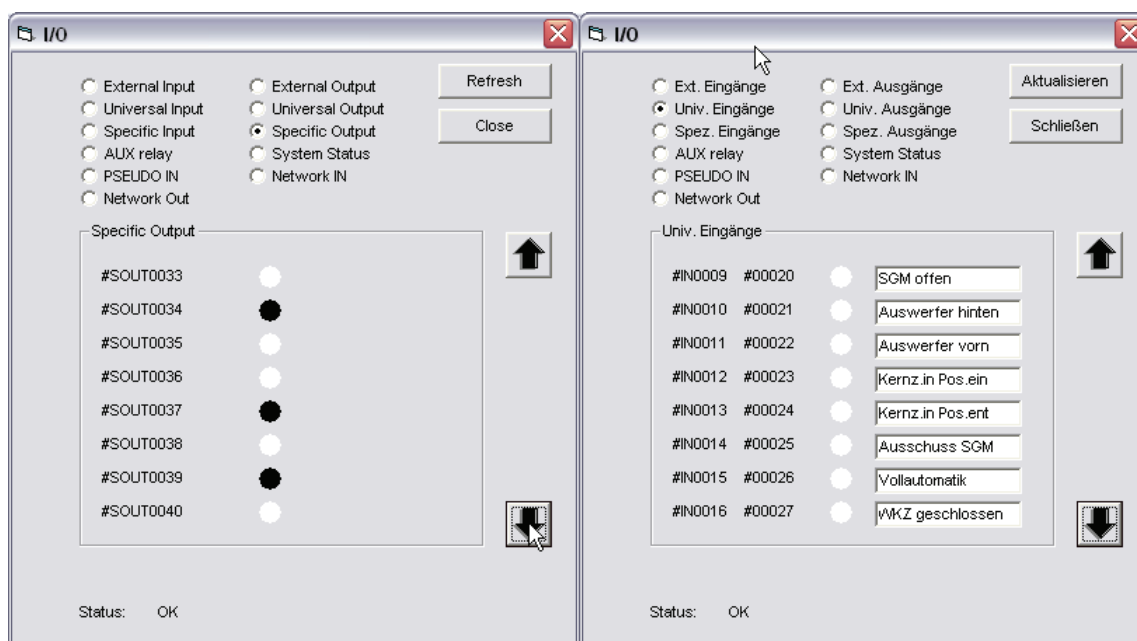 I/O
External Input
External Output
Refresh
Universal Input
Universal Output
Specific Input
Specific Output
Close
AUX relay
System Status
PSEUDO IN
Network IN
Network Out
Specific Output
#SOUT0033
#SOUT0034
#SOUT0035
#SOUT0036
#SOUT0037
#SOUT0038
#SOUT0039
#SOUT0040
Status: OK
I/O
Ext. Eingänge
Ext. Ausgänge
Aktualisieren
Univ. Eingänge
Univ. Ausgänge
Spez. Eingänge
Spez. Ausgänge
Schließen
AUX relay
System Status
PSEUDO IN
Network IN
Network Out
Univ. Eingänge
#IN0009 #00020 SGM offen
#IN0010 #00021 Auswerfer hinten
#IN0011 #00022 Auswerfer vorn
#IN0012 #00023 Kernz.in Pos.ein
#IN0013 #00024 Kernz.in Pos.ent
#IN0014 #00025 Ausschuss SGM
#IN0015 #00026 Vollautomatik
#IN0016 #00027 WKZ geschlossen
Status: OK